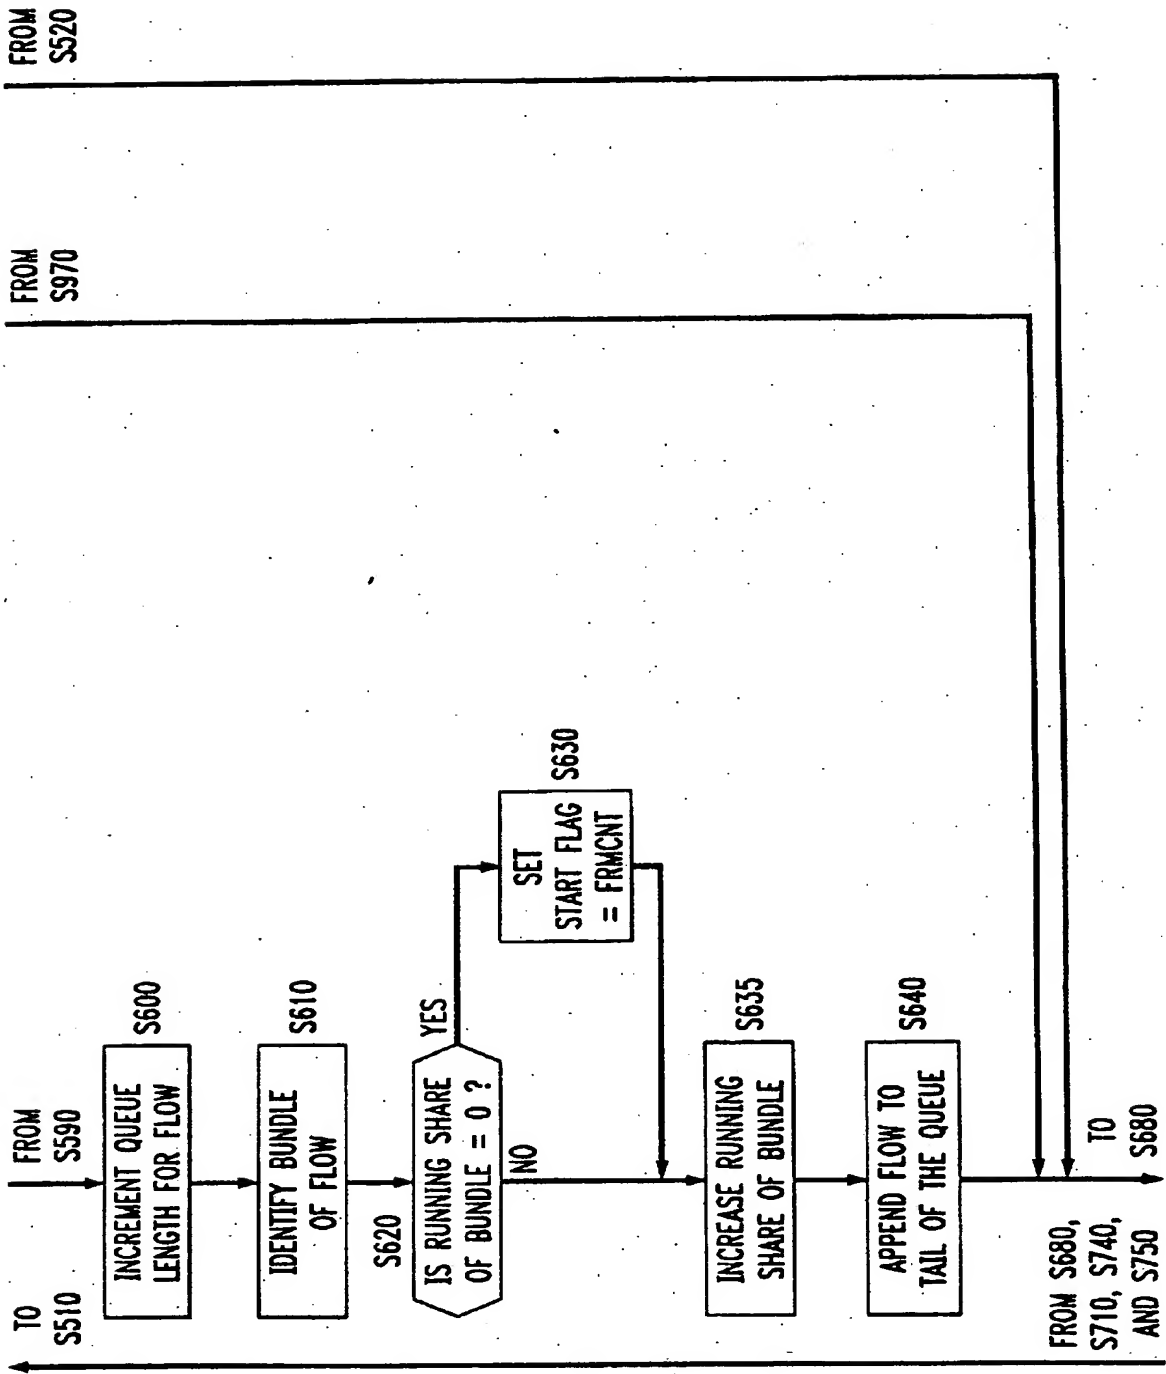 TO
S510
FROM
S590
INCREMENT QUEUE
LENGTH FOR FLOW
S600
IDENTIFY BUNDLE
OF FLOW
S610
S620
IS RUNNING SHARE
OF BUNDLE = 0 ?
YES
NO
SET
START FLAG
= FRMCNT
S630
INCREASE RUNNING
SHARE OF BUNDLE
S635
APPEND FLOW TO
TAIL OF THE QUEUE
S640
FROM S680,
S710, S740,
AND S750
TO
S680
FROM
S970
FROM
S520